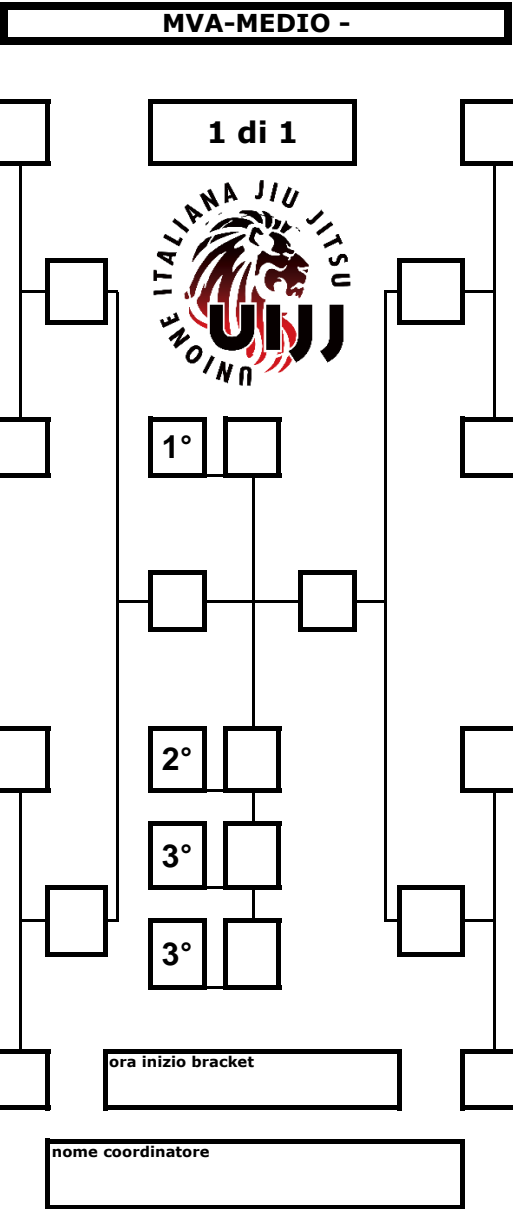 MVA-MEDIO -
1 di 1
UNIONE ITALIANA JIU JITSU
UIJJ
1°
2°
3°
3°
ora inizio bracket
nome coordinatore